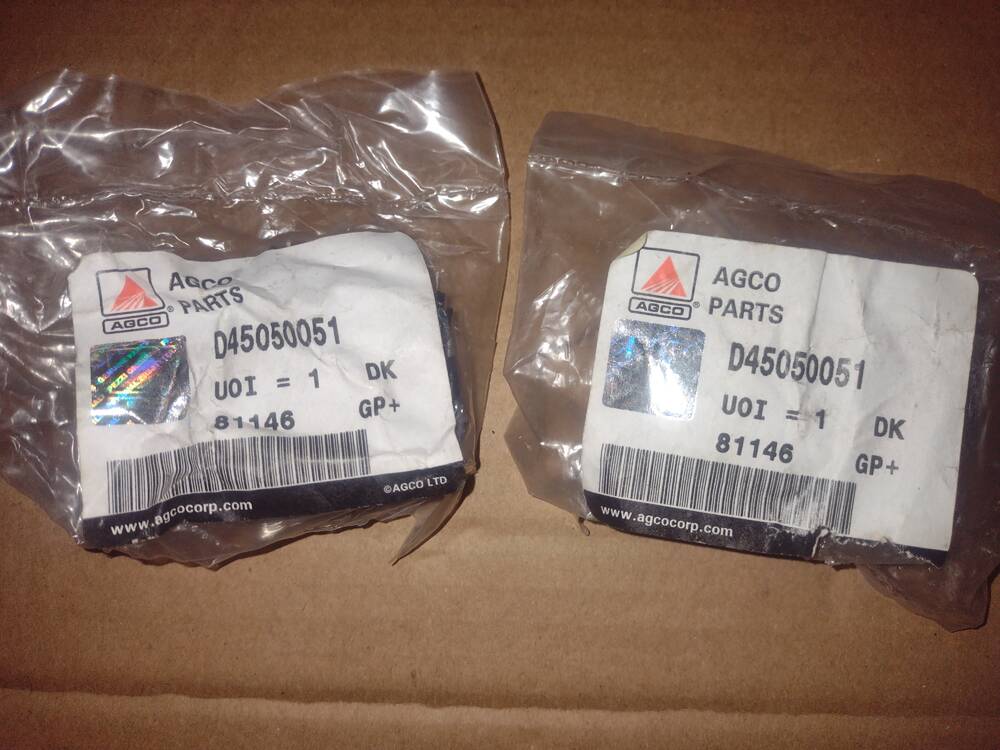 AGCO
PARTS
AGCO®
D45050051
UOI = 1 DK
81146 GP+
©AGCO LTD
www.agcocorp.com
AGCO
PARTS
AGCO®
D45050051
UOI = 1 DK
81146 GP+
www.agcocorp.com